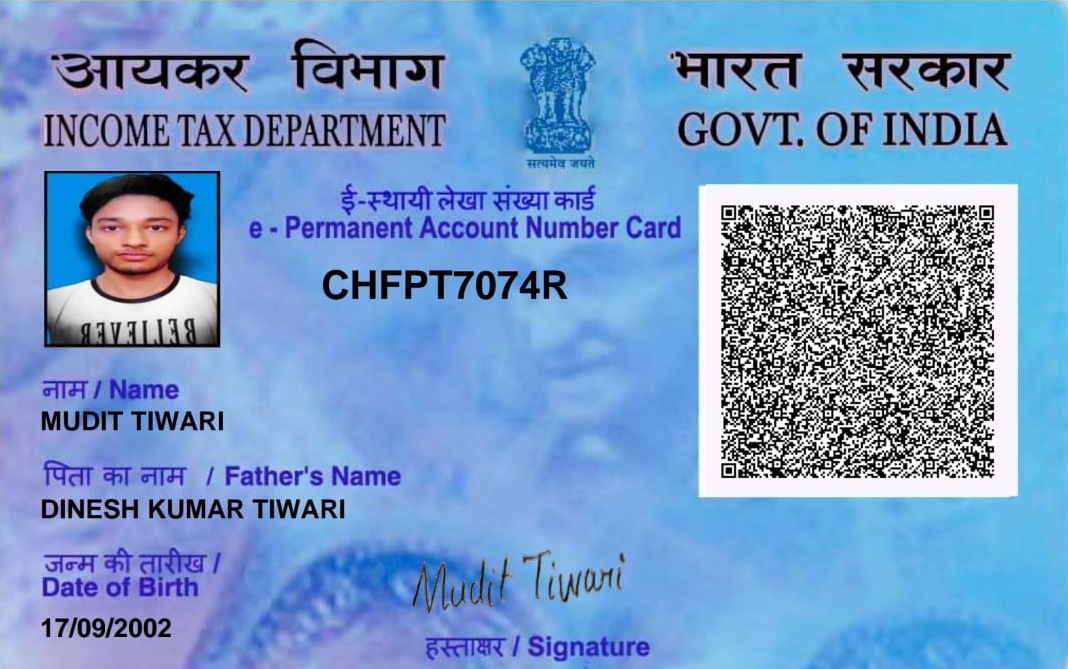 आयकर विभाग
INCOME TAX DEPARTMENT
सत्यमेव जयते
भारत सरकार
GOVT. OF INDIA
ई-स्थायी लेखा संख्या कार्ड
e - Permanent Account Number Card
CHFPT7074R
BELIEVER
नाम / Name
MUDIT TIWARI
पिता का नाम / Father's Name
DINESH KUMAR TIWARI
जन्म की तारीख /
Date of Birth
17/09/2002
Mudit Tiwari
हस्ताक्षर / Signature